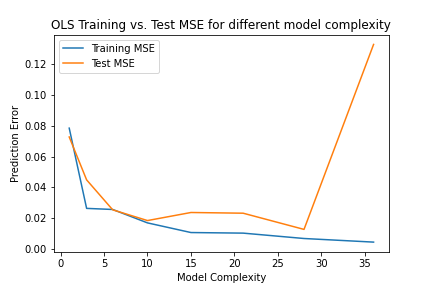 OLS Training vs. Test MSE for different model complexity
Training MSE
Test MSE
Prediction Error
0.12
0.10
0.08
0.06
0.04
0.02
0.00
0 5 10 15 20 25 30 35
Model Complexity